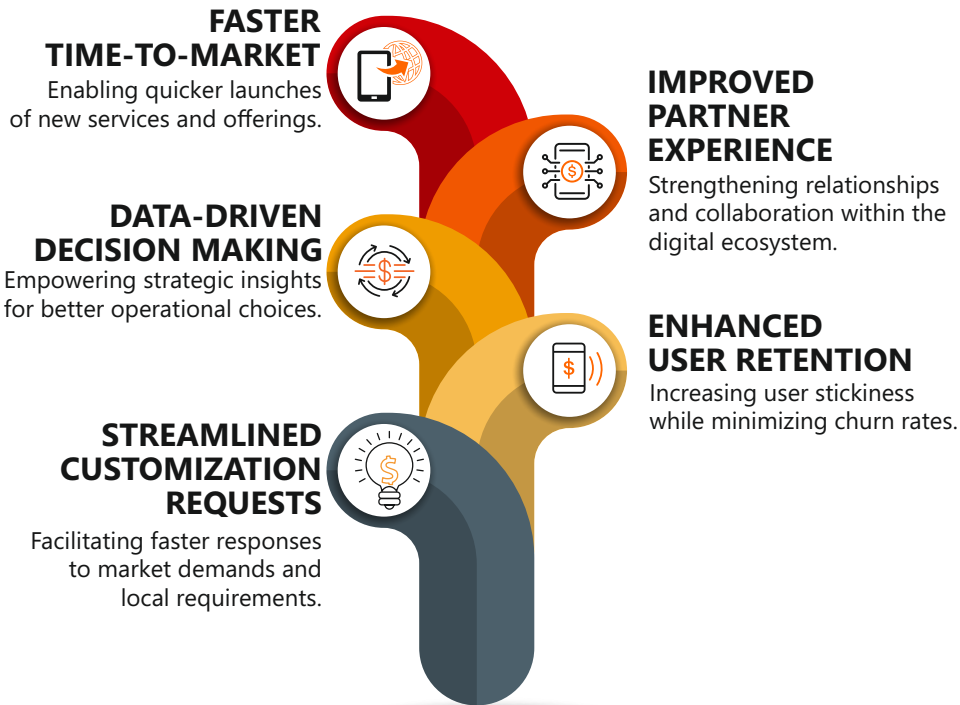 FASTER
TIME-TO-MARKET
Enabling quicker launches
of new services and offerings.
IMPROVED
PARTNER
EXPERIENCE
Strengthening relationships
and collaboration within the
digital ecosystem.
DATA-DRIVEN
DECISION MAKING
Empowering strategic insights
for better operational choices.
ENHANCED
USER RETENTION
Increasing user stickiness
while minimizing churn rates.
STREAMLINED
CUSTOMIZATION
REQUESTS
Facilitating faster responses
to market demands and
local requirements.